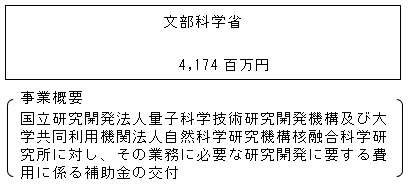 文部科学省
4,174 百万円
事業概要
国立研究開発法人量子科学技術研究開発機構及び大
学共同利用機関法人自然科学研究機構核融合科学研
究所に対し、その業務に必要な研究開発に要する費
用に係る補助金の交付